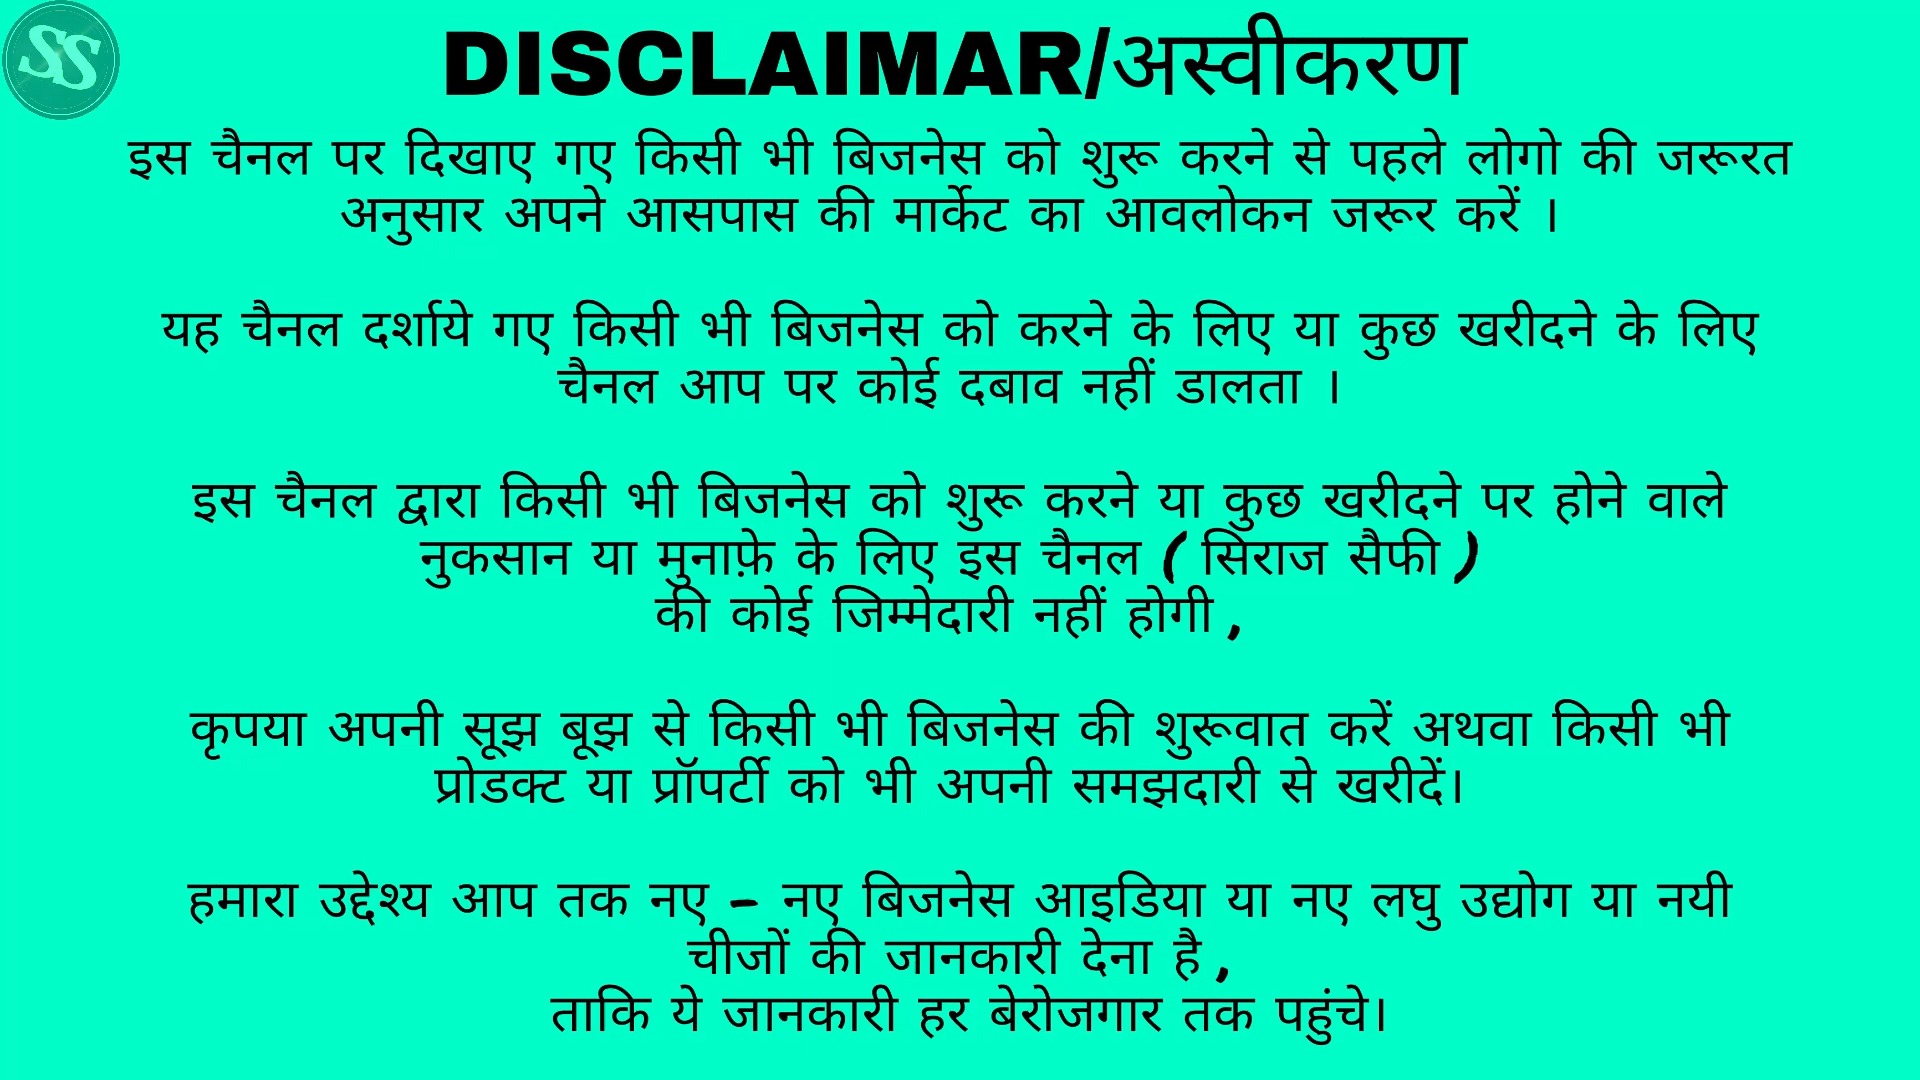 SS
DISCLAIMAR/अस्वीकरण
इस चैनल पर दिखाए गए किसी भी बिजनेस को शुरू करने से पहले लोगो की जरूरत
अनुसार अपने आसपास की मार्केट का आवलोकन जरूर करें ।
यह चैनल दर्शाये गए किसी भी बिजनेस को करने के लिए या कुछ खरीदने के लिए
चैनल आप पर कोई दबाव नहीं डालता ।
इस चैनल द्वारा किसी भी बिजनेस को शुरू करने या कुछ खरीदने पर होने वाले
नुकसान या मुनाफ़े के लिए इस चैनल ( सिराज सैफी )
की कोई जिम्मेदारी नहीं होगी ,
कृपया अपनी सूझ बूझ से किसी भी बिजनेस की शुरूवात करें अथवा किसी भी
प्रोडक्ट या प्रॉपर्टी को भी अपनी समझदारी से खरीदें।
हमारा उद्देश्य आप तक नए - नए बिजनेस आइडिया या नए लघु उद्योग या नयी
चीजों की जानकारी देना है ,
ताकि ये जानकारी हर बेरोजगार तक पहुंचे।